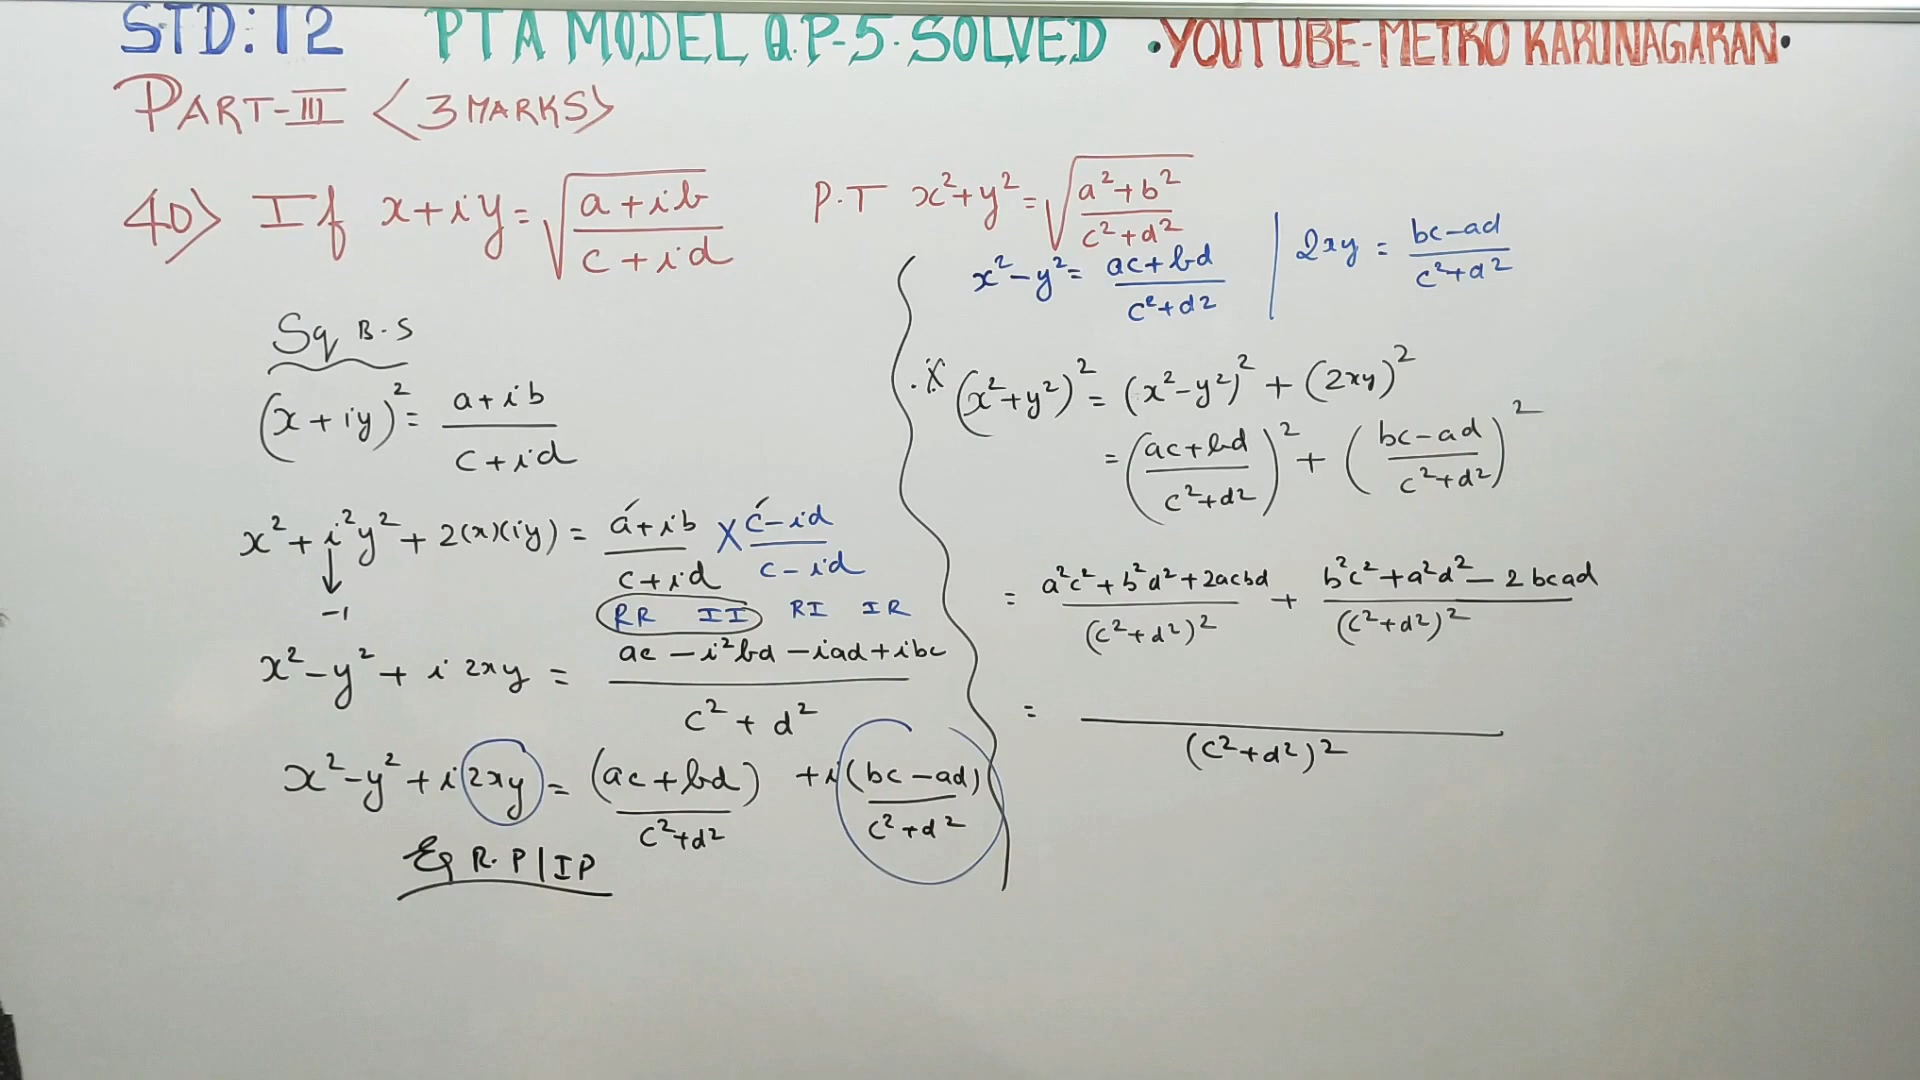 STD: 12 PTA MODEL Q.P-5. SOLVED • YOUTUBE-METRO KARUNAGARAN •
PART-III <3 MARKS>
40> If x+iy = √((a+ib)/(c+id)) P.T x²+y² = √((a²+b²)/(c²+d²))
Sq B.S
(x+iy)² = (a+ib)/(c+id)
x² + i²y² + 2(x)(iy) = (a+ib)/(c+id) × (c-id)/(c-id)
↓
-1
RR II RI IR
x²-y² + i 2xy = (ac - i²bd - iad + ibc)/(c²+d²)
x²-y² + i 2xy = (ac+bd)/(c²+d²) + i (bc-ad)/(c²+d²)
Eq R.P | IP
x²-y² = (ac+bd)/(c²+d²) | 2xy = (bc-ad)/(c²+d²)
(x²+y²)² = (x²-y²)² + (2xy)²
= ((ac+bd)/(c²+d²))² + ((bc-ad)/(c²+d²))²
= (a²c²+b²d²+2acbd)/(c²+d²)² + (b²c²+a²d²-2bcad)/(c²+d²)²
= /(c²+d²)²